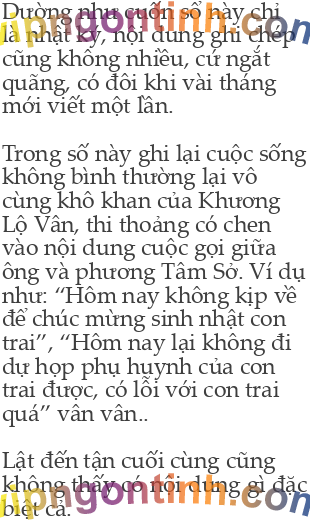 Dường như cuốn sổ này chỉ
là nhật ký, nội dung ghi chép
cũng không nhiều, cứ ngắt
quãng, có đôi khi vài tháng
mới viết một lần.
Trong sổ này ghi lại cuộc sống
không bình thường lại vô
cùng khô khan của Khương
Lộ Vân, thi thoảng có chen
vào nội dung cuộc gọi giữa
ông và phương Tâm Sở. Ví dụ
như: “Hôm nay không kịp về
để chúc mừng sinh nhật con
trai”, “Hôm nay lại không đi
dự họp phụ huynh của con
trai được, có lỗi với con trai
quá” vân vân..
Lật đến tận cuối cùng cũng
không thấy có nội dung gì đặc
biệt cả.
vipngontinh.com
vipngontinh.com